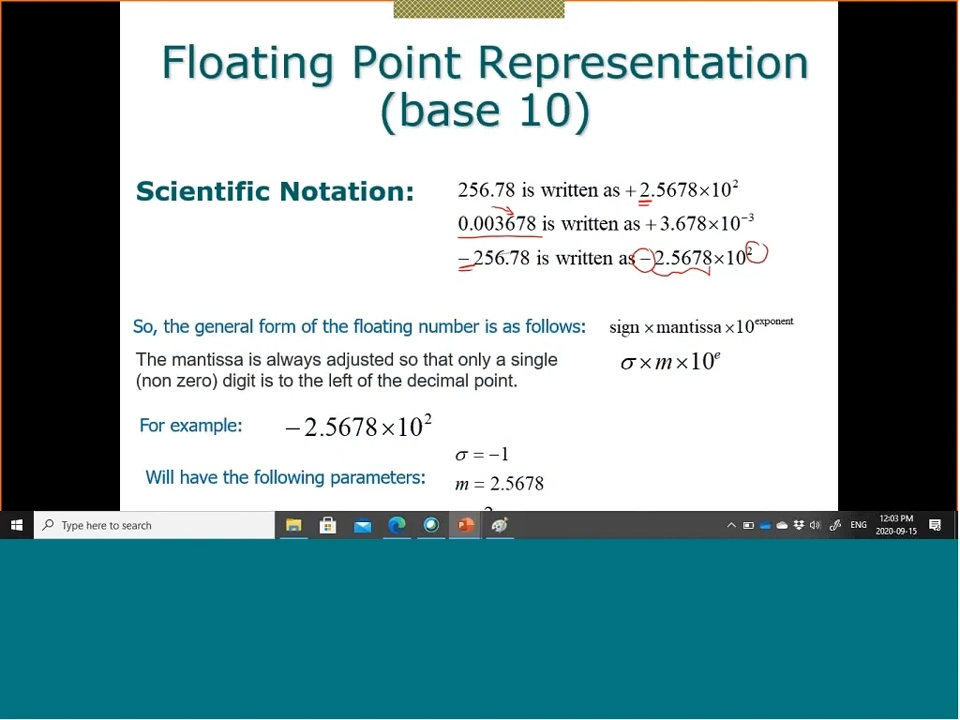 Floating Point Representation
(base 10)
Scientific Notation:
256.78 is written as +2.5678×10²
0.003678 is written as +3.678×10⁻³
−256.78 is written as −2.5678×10²
So, the general form of the floating number is as follows: sign ×mantissa×10^exponent
The mantissa is always adjusted so that only a single
(non zero) digit is to the left of the decimal point.
σ×m×10^e
For example: −2.5678×10²
Will have the following parameters:
σ = −1
m = 2.5678
Type here to search
ENG
12:03 PM
2020-09-15